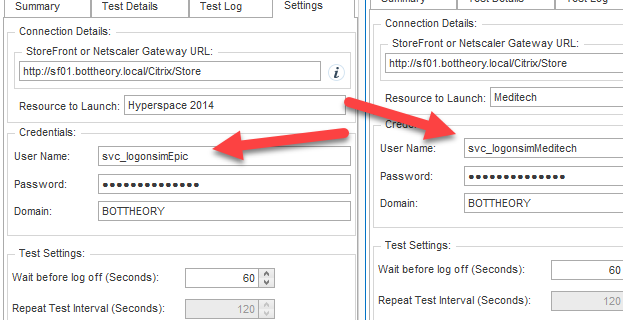 Summary Test Details Test Log Settings
Connection Details:
StoreFront or Netscaler Gateway URL:
http://sf01.bottheory.local/Citrix/Store
i
Resource to Launch: Hyperspace 2014
Credentials:
User Name: svc_logonsimEpic
Password: ●●●●●●●●●●●●●●
Domain: BOTTHEORY
Test Settings:
Wait before log off (Seconds): 60
Repeat Test Interval (Seconds): 120
Summary Test Details Test Log
Connection Details:
StoreFront or Netscaler Gateway URL:
http://sf01.bottheory.local/Citrix/Store
Resource to Launch: Meditech
User Name: svc_logonsimMeditech
Password: ●●●●●●●●●●●●●●
Domain: BOTTHEORY
Test Settings:
Wait before log off (Seconds): 60
Repeat Test Interval (Seconds): 120